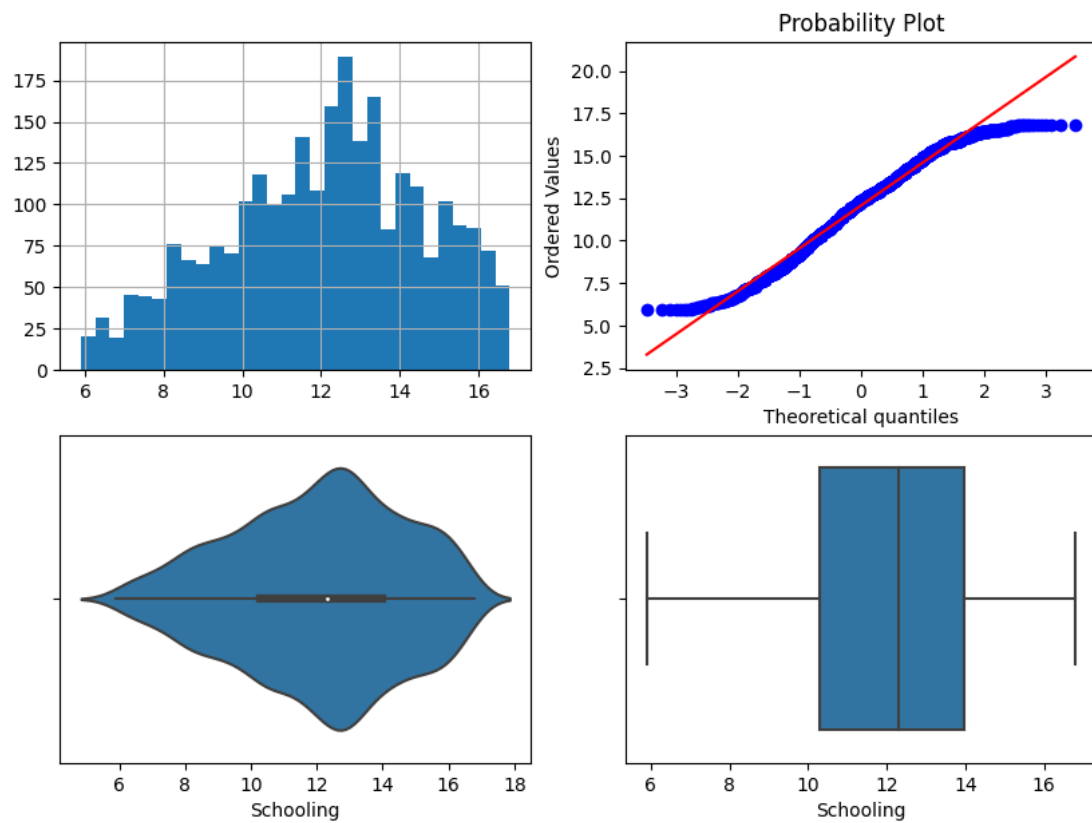 175
150
125
100
75
50
25
0
6 8 10 12 14 16
Probability Plot
Ordered Values
20.0
17.5
15.0
12.5
10.0
7.5
5.0
2.5
−3 −2 −1 0 1 2 3
Theoretical quantiles
6 8 10 12 14 16 18
Schooling
6 8 10 12 14 16
Schooling